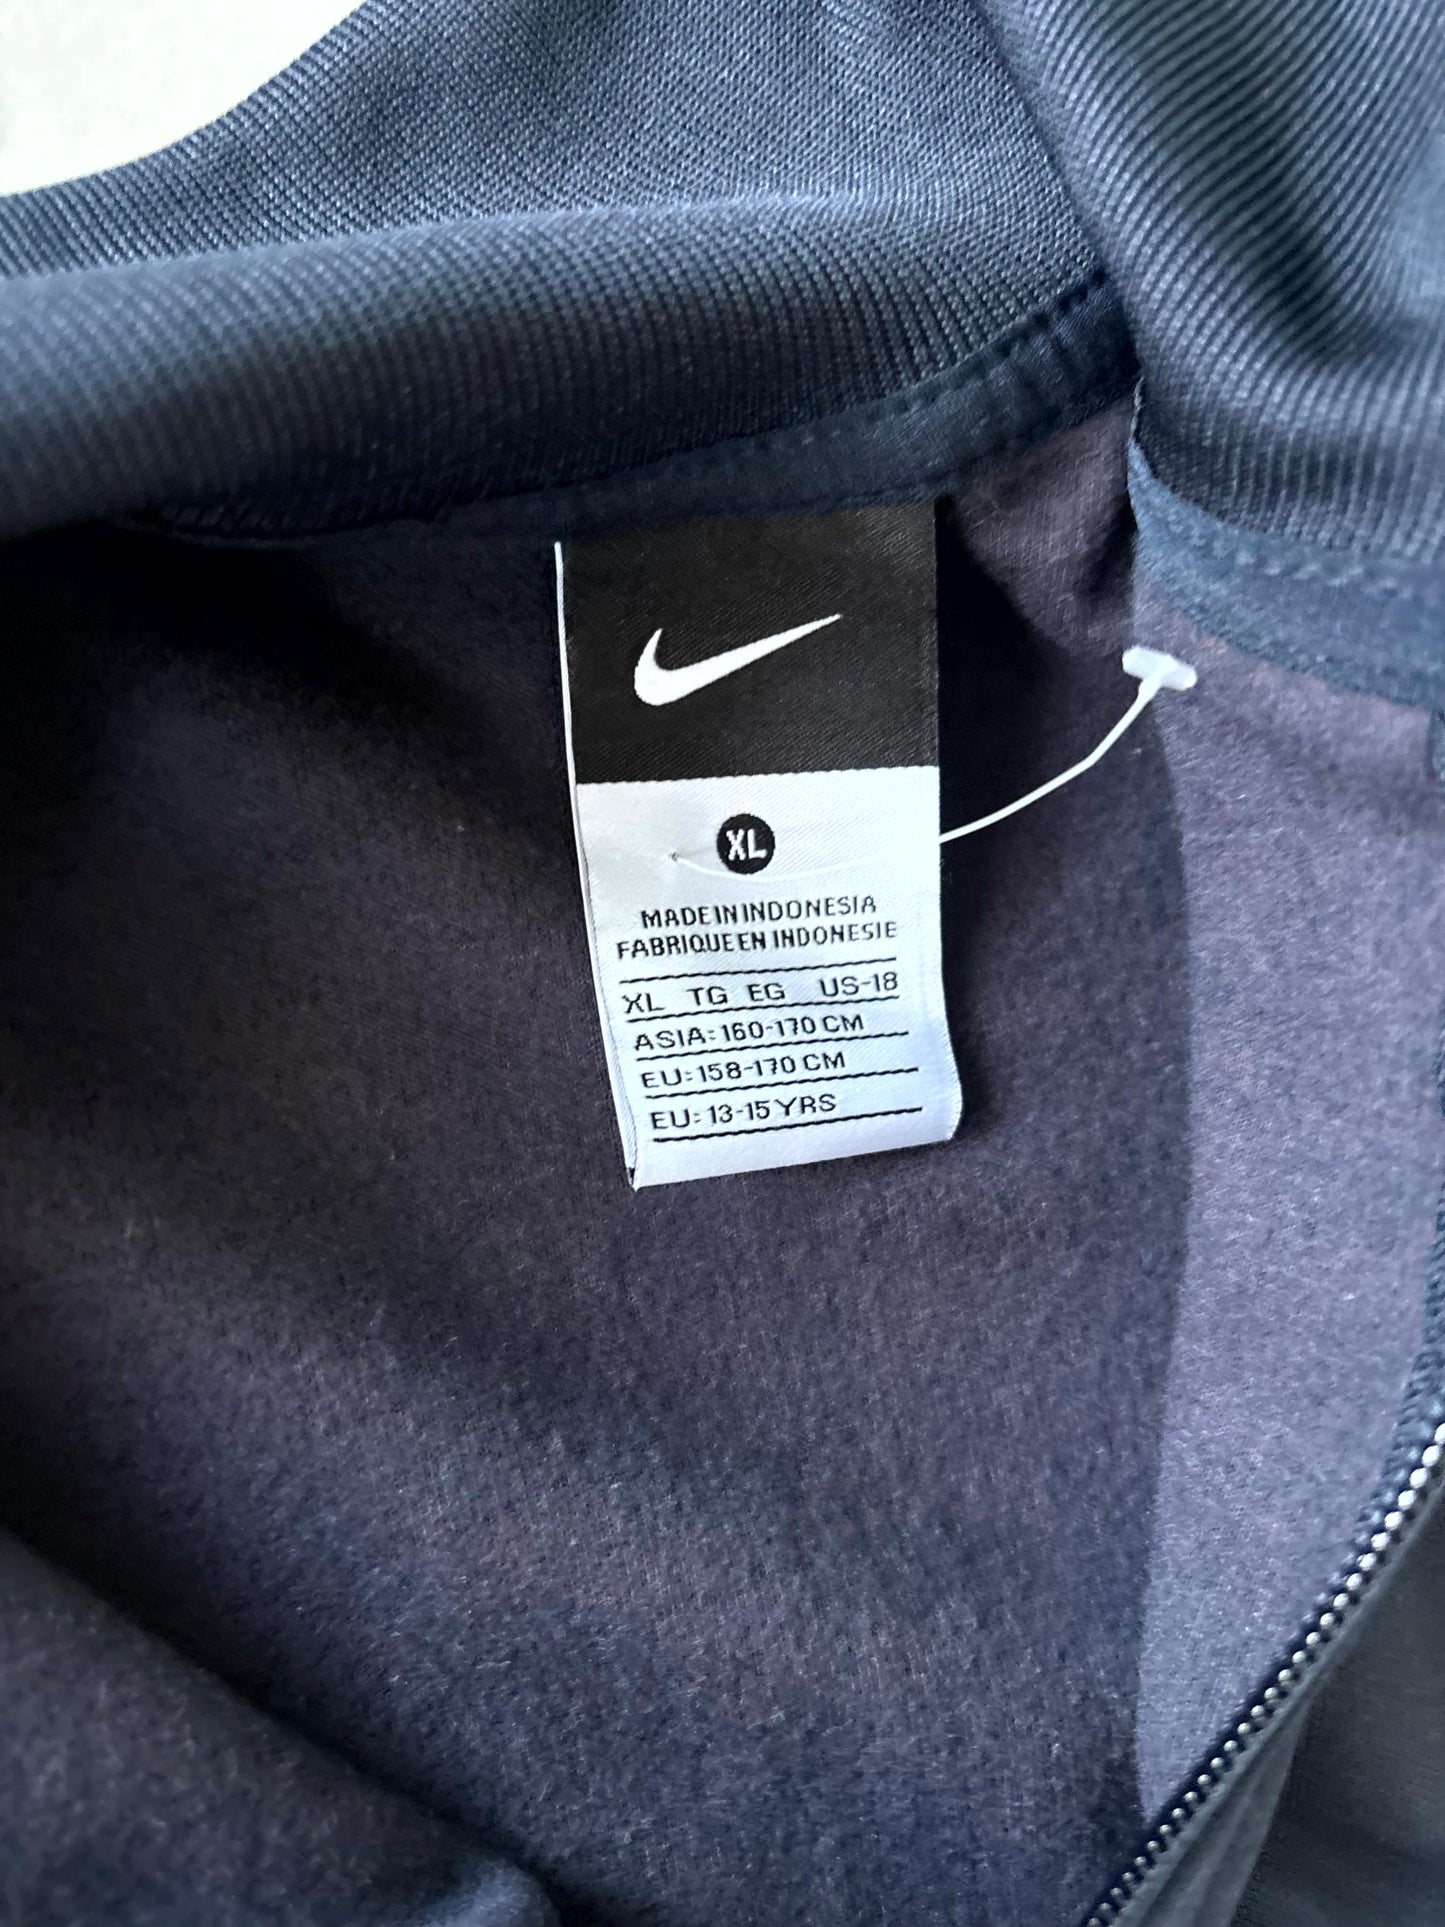 XL
MADE IN INDONESIA
FABRIQUE EN INDONESIE
XL TG EG US-18
ASIA: 160-170 CM
EU: 158-170 CM
EU: 13-15 YRS